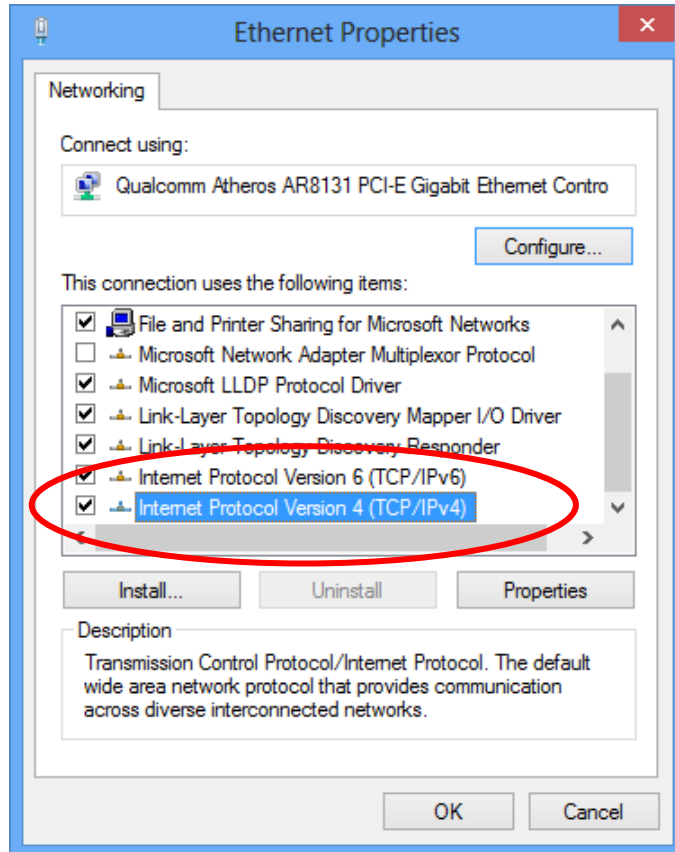 Ethernet Properties
Networking
Connect using:
Qualcomm Atheros AR8131 PCI-E Gigabit Ethernet Contro
Configure...
This connection uses the following items:
File and Printer Sharing for Microsoft Networks
Microsoft Network Adapter Multiplexor Protocol
Microsoft LLDP Protocol Driver
Link-Layer Topology Discovery Mapper I/O Driver
Link-Layer Topology Discovery Responder
Internet Protocol Version 6 (TCP/IPv6)
Internet Protocol Version 4 (TCP/IPv4)
Install...
Uninstall
Properties
Description
Transmission Control Protocol/Internet Protocol. The default
wide area network protocol that provides communication
across diverse interconnected networks.
OK
Cancel